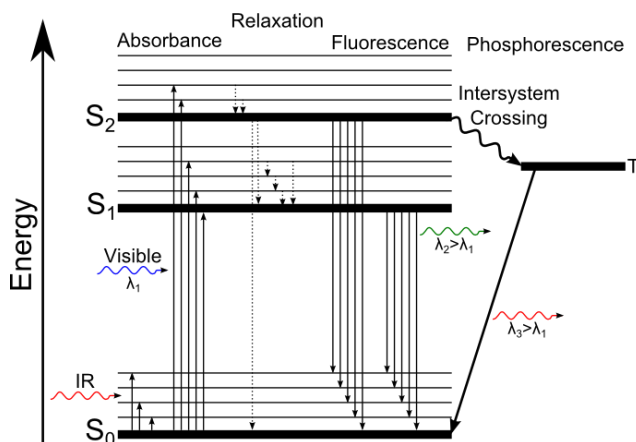 Relaxation
Absorbance
Fluorescence
Phosphorescence
Intersystem
Crossing
S2
T
S1
Energy
Visible
λ1
λ2>λ1
λ3>λ1
IR
S0